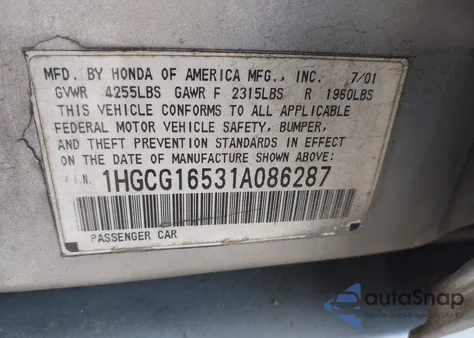 MFD. BY HONDA OF AMERICA MFG., INC. 7/01
GVWR 4255LBS GAWR F 2315LBS R 1960LBS
THIS VEHICLE CONFORMS TO ALL APPLICABLE
FEDERAL MOTOR VEHICLE SAFETY, BUMPER,
AND THEFT PREVENTION STANDARDS IN EFFECT
ON THE DATE OF MANUFACTURE SHOWN ABOVE:
V.I.N. 1HGCG16531A086287
PASSENGER CAR
autoSnap